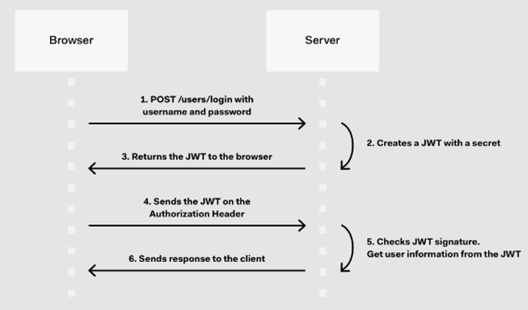 Browser
Server
1. POST /users/login with
username and password
2. Creates a JWT with a secret
3. Returns the JWT to the browser
4. Sends the JWT on the
Authorization Header
5. Checks JWT signature.
Get user information from the JWT
6. Sends response to the client